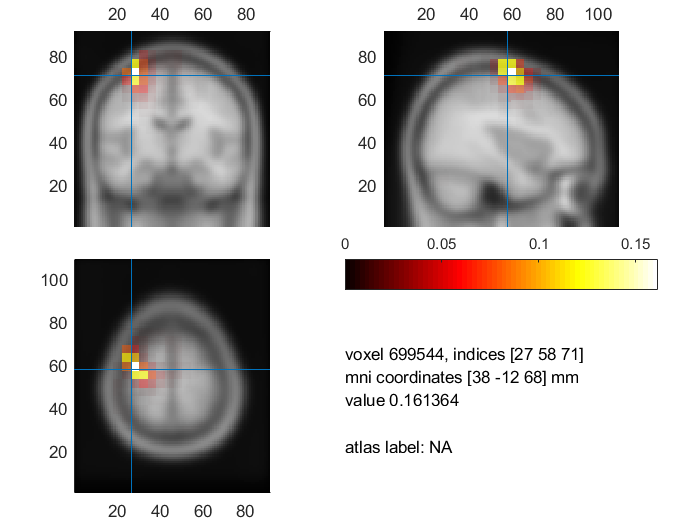 20 40 60 80
80
60
40
20
20 40 60 80 100
80
60
40
20
0 0.05 0.1 0.15
100
80
60
40
20
20 40 60 80
voxel 699544, indices [27 58 71]
mni coordinates [38 -12 68] mm
value 0.161364
atlas label: NA